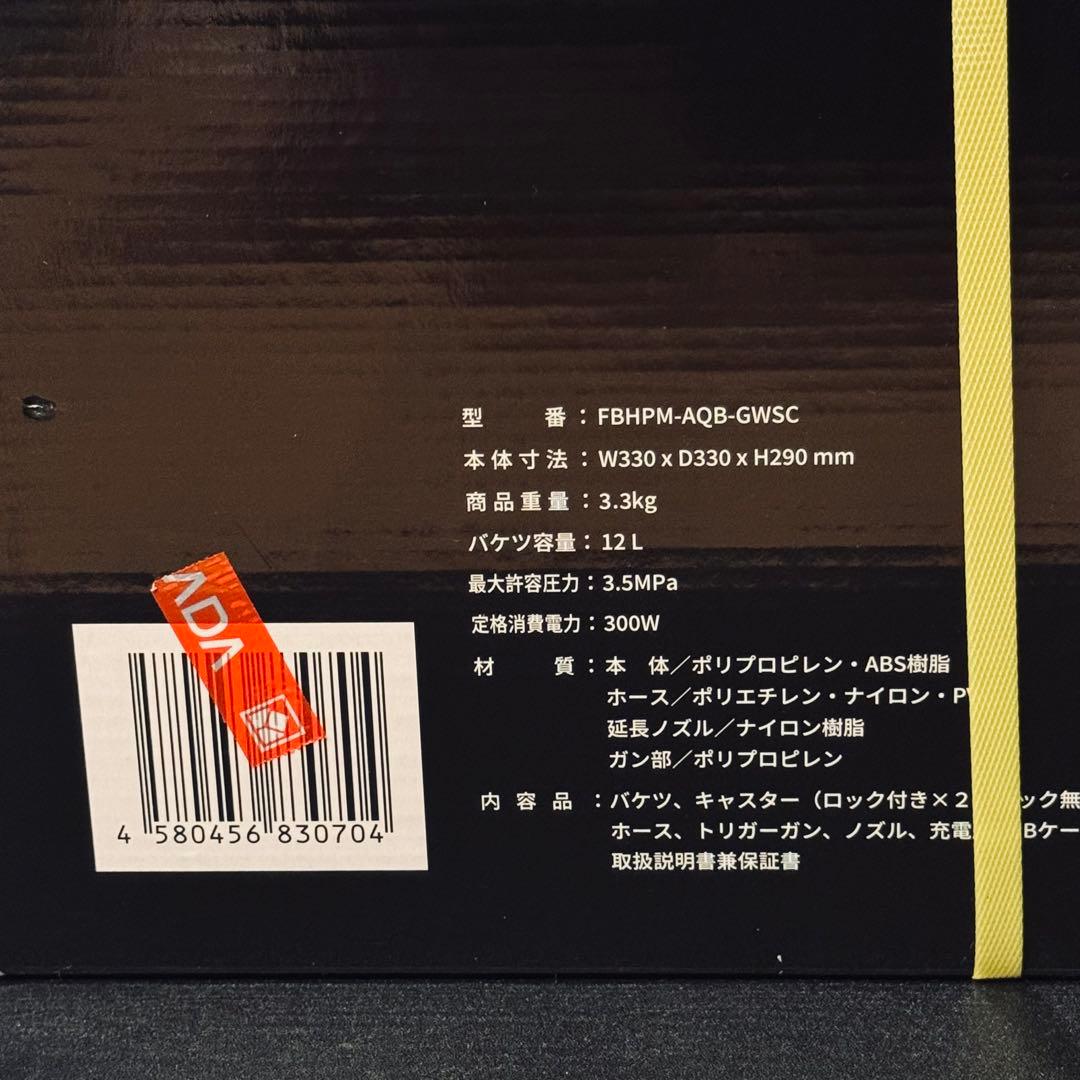 型 番：FBHPM-AQB-GWSC
本体寸法：W330 x D330 x H290 mm
商品重量：3.3kg
バケツ容量：12 L
最大許容圧力：3.5MPa
定格消費電力：300W
材 質：本 体／ポリプロピレン・ABS樹脂
ホース／ポリエチレン・ナイロン・P
延長ノズル／ナイロン樹脂
ガン部／ポリプロピレン
内容品：バケツ、キャスター（ロック付き×２ ック無
ホース、トリガーガン、ノズル、充電 Bケー
取扱説明書兼保証書
4 580456 830704